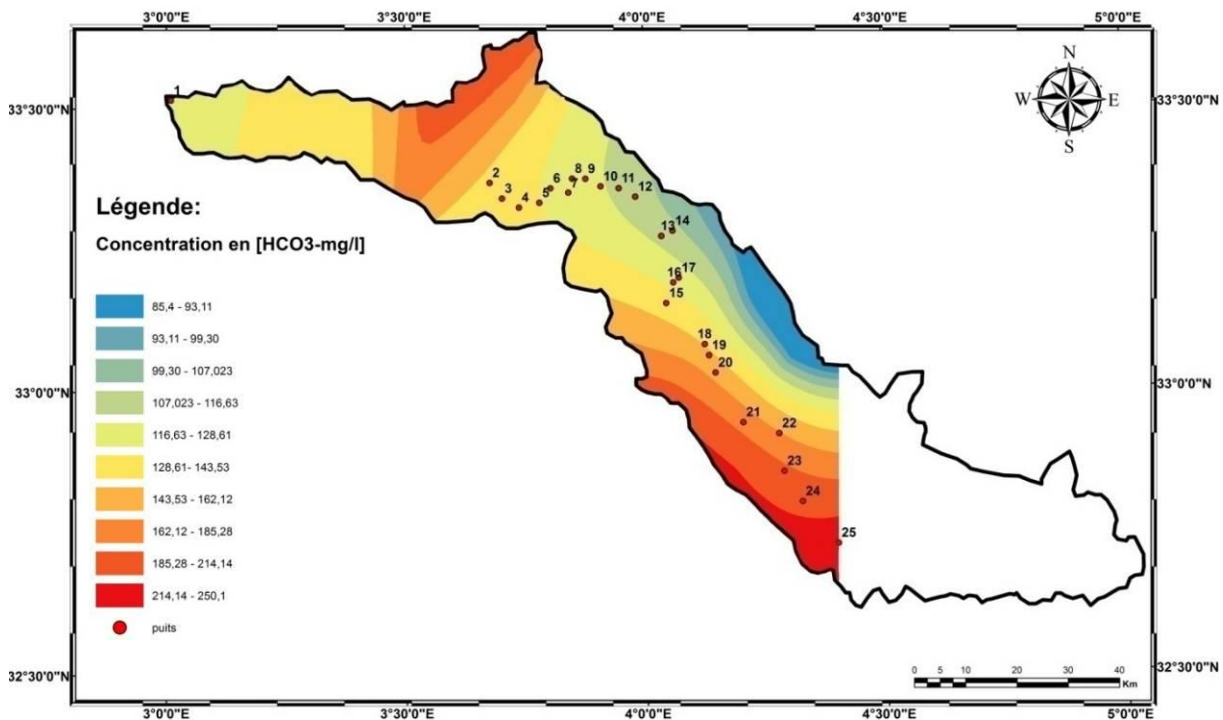 3°0'0"E 3°30'0"E 4°0'0"E 4°30'0"E 5°0'0"E
N
W E
S
33°30'0"N 33°30'0"N
1
2
3
4
5
6
7
8
9
10
11
12
13
14
15
16
17
18
19
20
21
22
23
24
25
Légende:
Concentration en [HCO3-mg/l]
85,4 - 93,11
93,11 - 99,30
99,30 - 107,023
107,023 - 116,63
116,63 - 128,61
128,61- 143,53
143,53 - 162,12
162,12 - 185,28
185,28 - 214,14
214,14 - 250,1
puits
33°0'0"N 33°0'0"N
32°30'0"N 32°30'0"N
0 5 10 20 30 40
Km
3°0'0"E 3°30'0"E 4°0'0"E 4°30'0"E 5°0'0"E